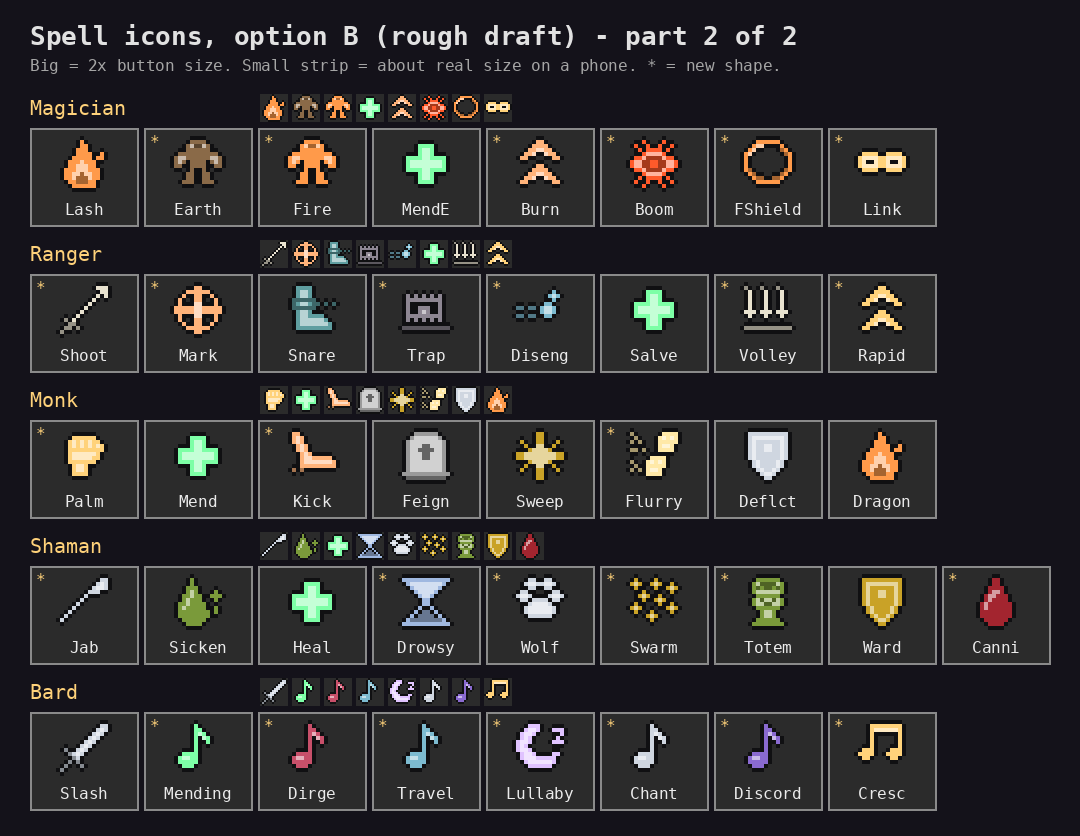 Spell icons, option B (rough draft) - part 2 of 2
Big = 2x button size. Small strip = about real size on a phone. * = new shape.
Magician
* * * * * *
Lash Earth Fire MendE Burn Boom FShield Link
Ranger
* * * * * *
Shoot Mark Snare Trap Diseng Salve Volley Rapid
Monk
* * *
Palm Mend Kick Feign Sweep Flurry Deflct Dragon
Shaman
* * * * * *
Jab Sicken Heal Drowsy Wolf Swarm Totem Ward Canni
Bard
* * * * * * *
Slash Mending Dirge Travel Lullaby Chant Discord Cresc